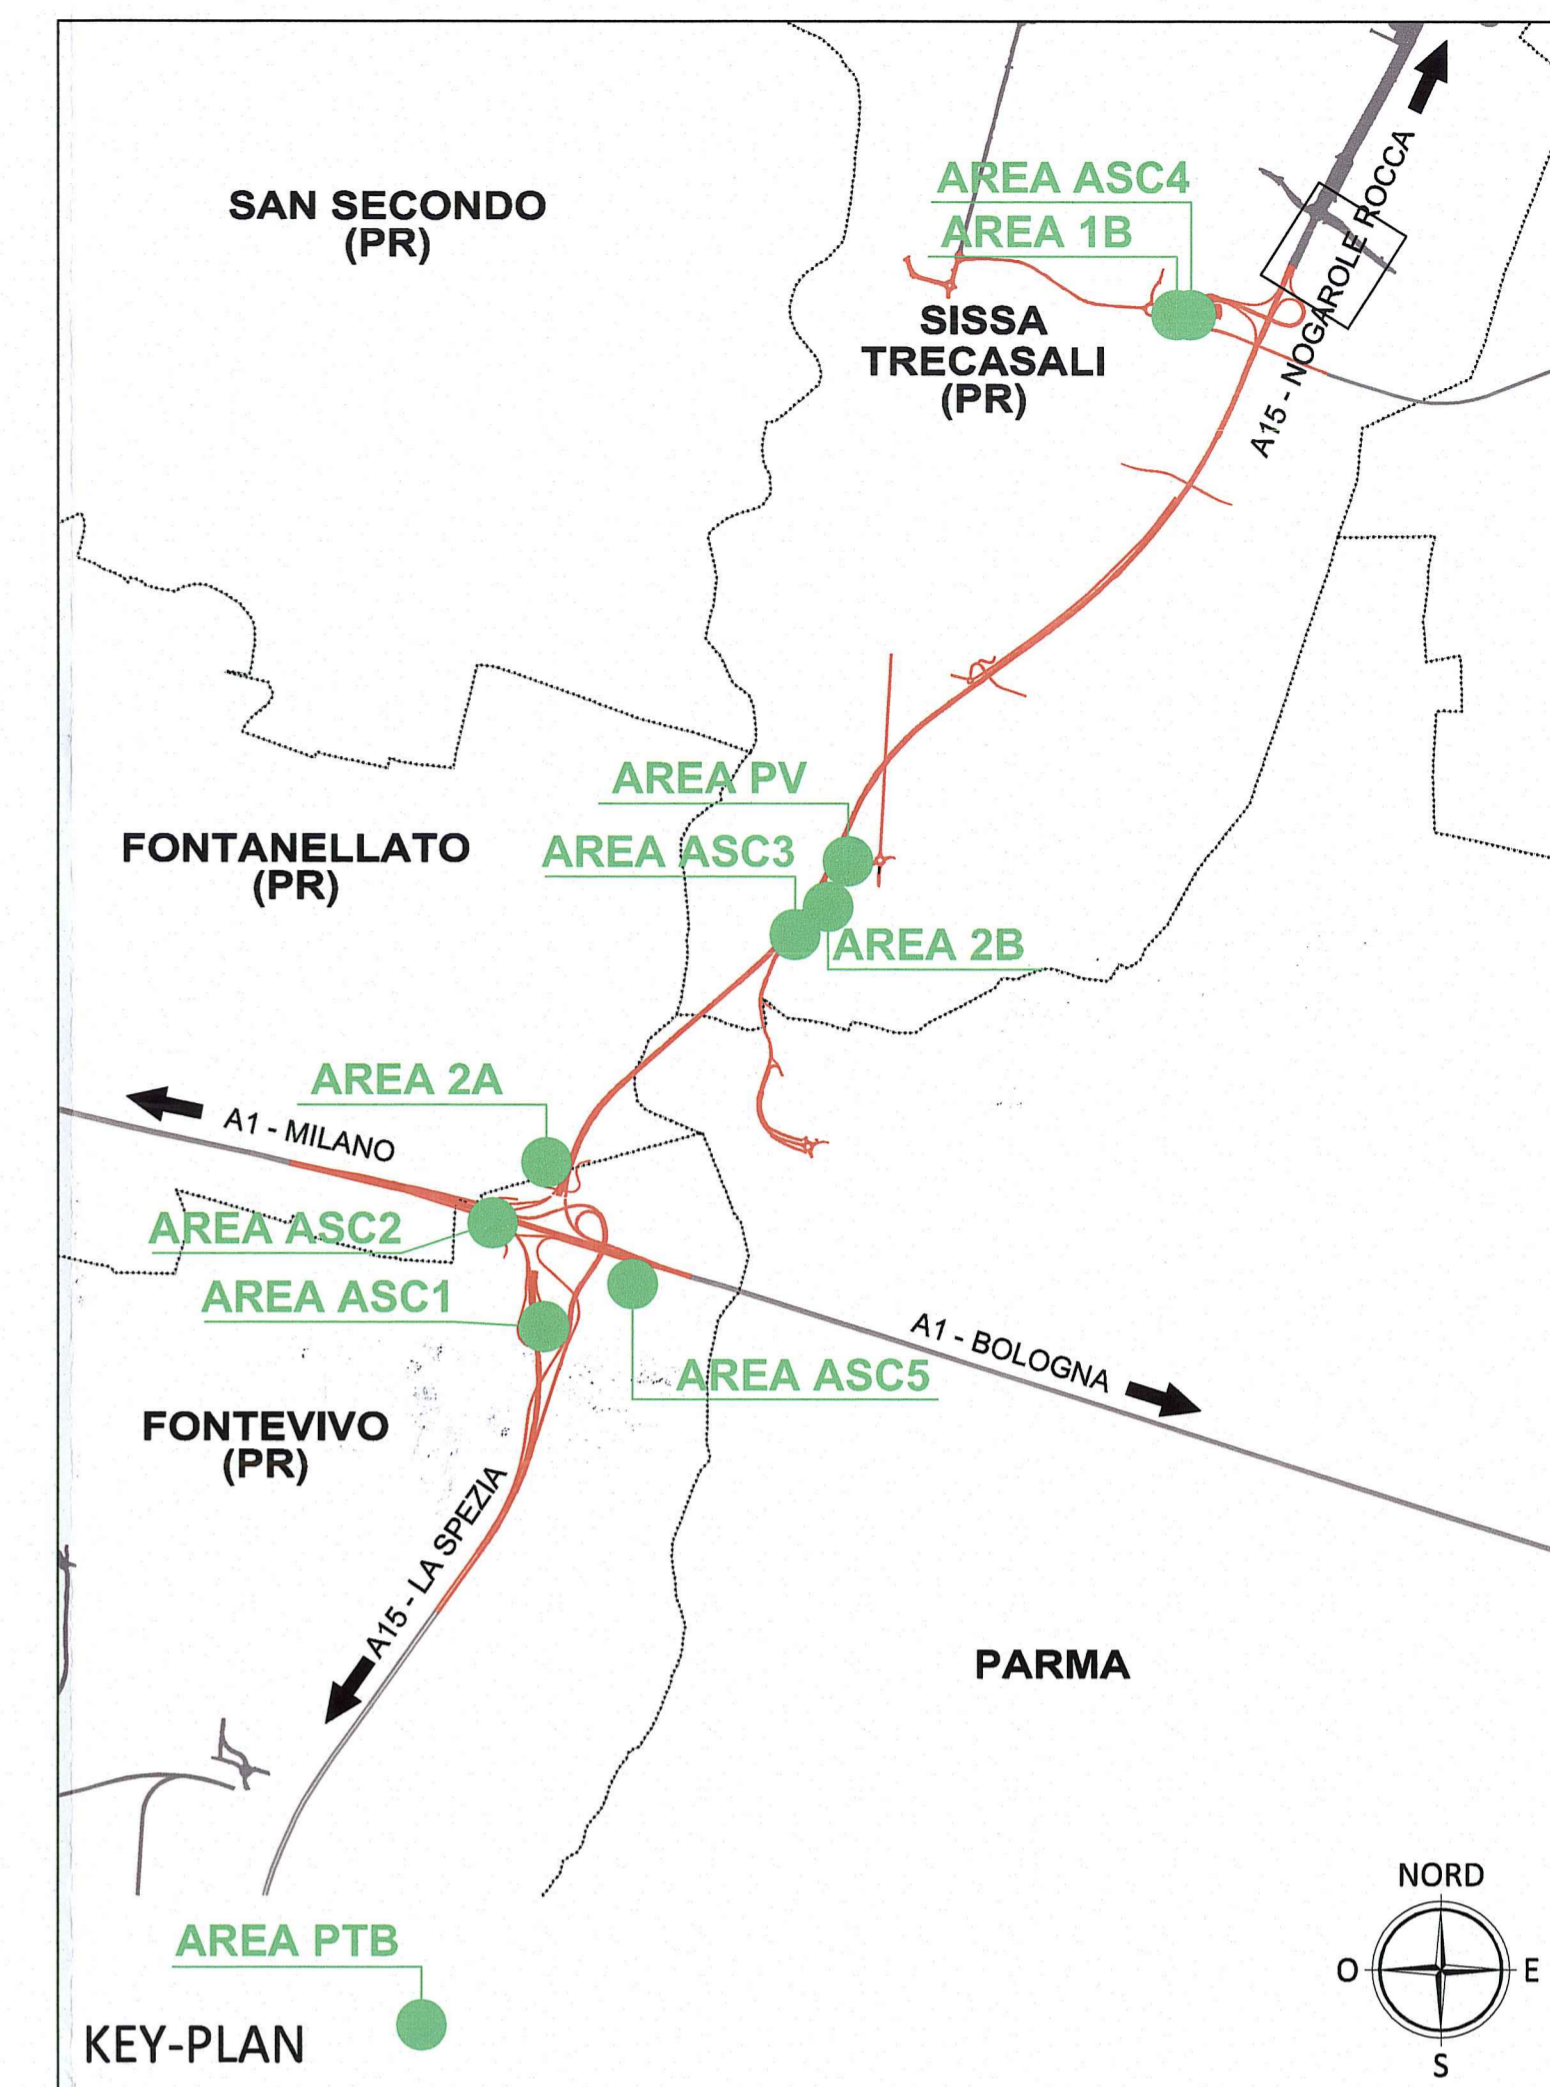 AREA ASC4
SAN SECONDO
(PR)
AREA 1B
A15 - NOGAROLE ROCCA
SISSA
TRECASALI
(PR)
AREA PV
FONTANELLATO
(PR)
AREA ASC3
AREA 2B
AREA 2A
A1 - MILANO
AREA ASC2
AREA ASC1
A1 - BOLOGNA
AREA ASC5
FONTEVIVO
(PR)
A15 - LA SPEZIA
PARMA
NORD
AREA PTB
O
E
KEY-PLAN
S